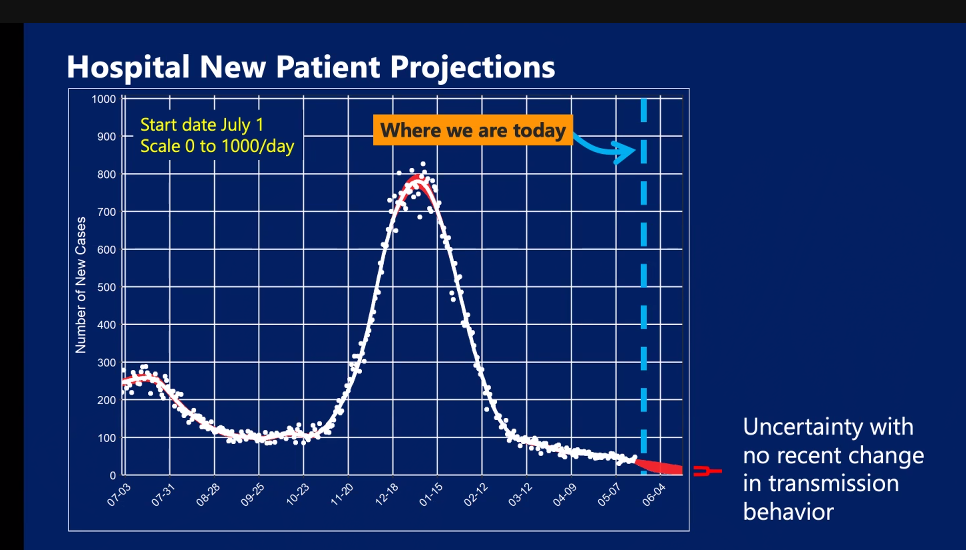 Hospital New Patient Projections
1000
900
800
700
600
500
400
300
200
100
0
Number of New Cases
Start date July 1
Scale 0 to 1000/day
Where we are today
07-03
07-31
08-28
09-25
10-23
11-20
12-18
01-15
02-12
03-12
04-09
05-07
06-04
Uncertainty with
no recent change
in transmission
behavior